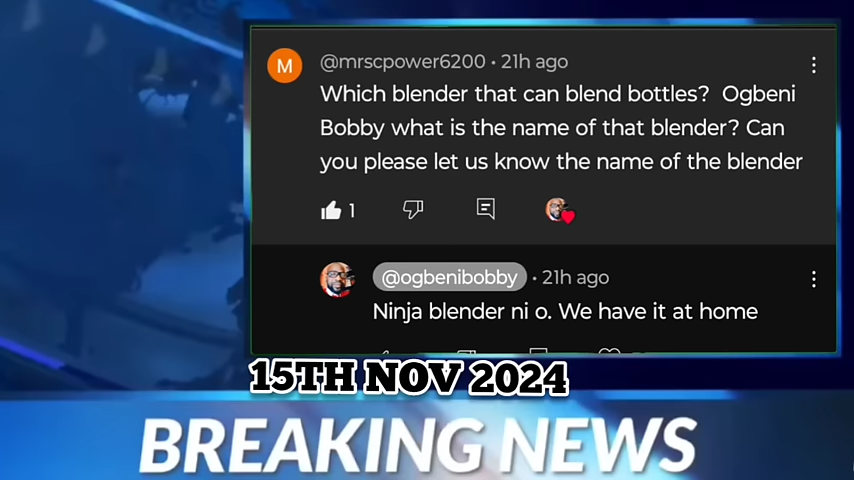 M
@mrscpower6200 • 21h ago
Which blender that can blend bottles?  Ogbeni
Bobby what is the name of that blender? Can
you please let us know the name of the blender
1
@ogbenibobby • 21h ago
Ninja blender ni o. We have it at home
15TH NOV 2024
BREAKING NEWS